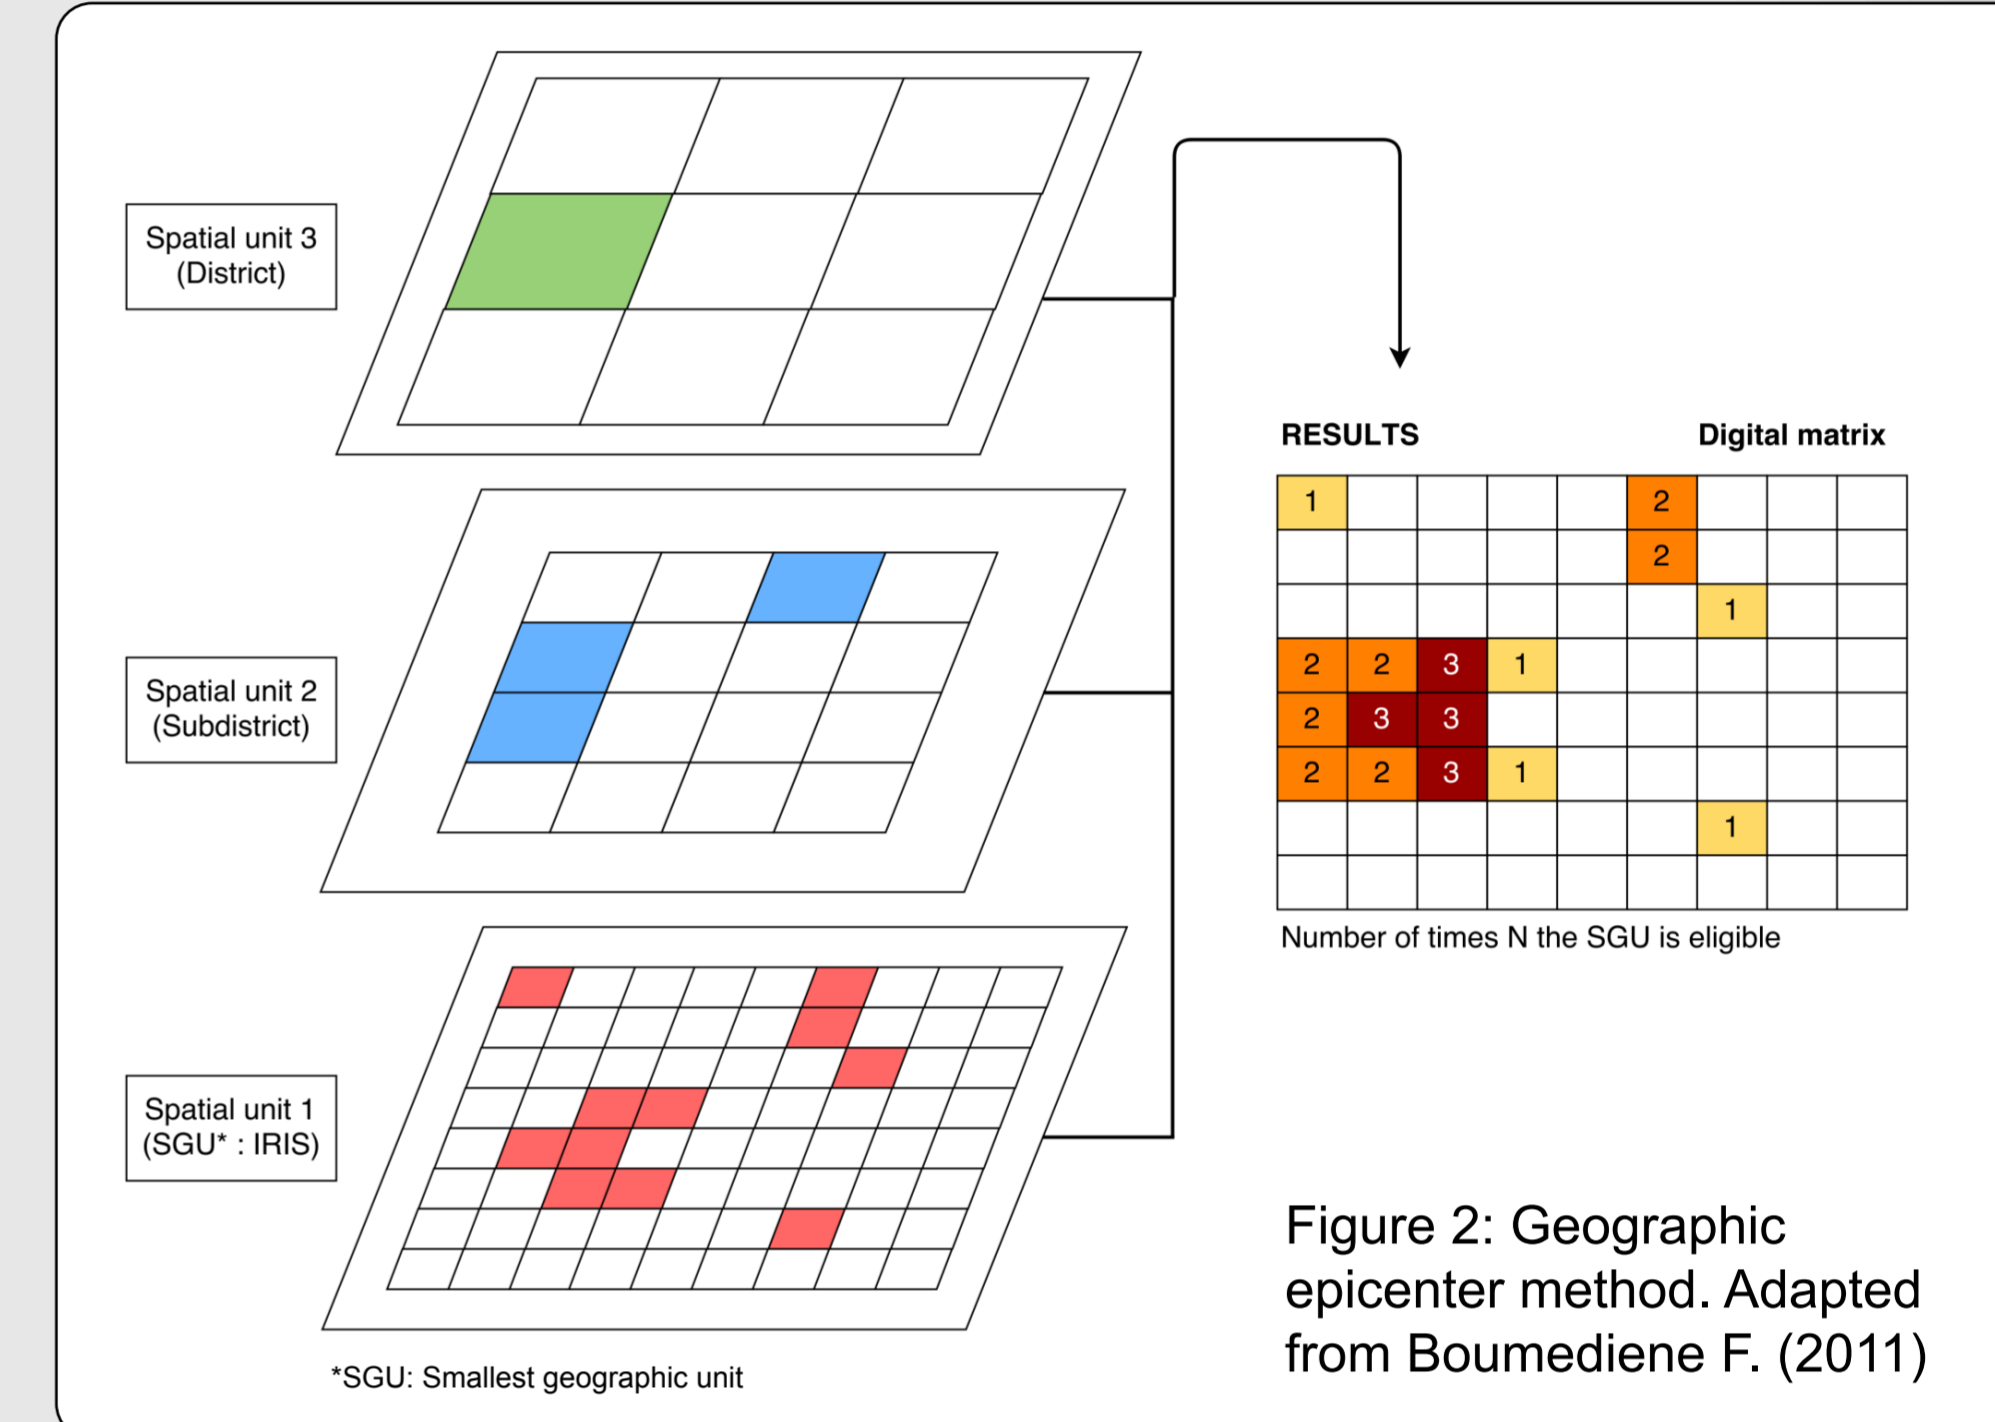 Spatial unit 3
(District)
Spatial unit 2
(Subdistrict)
Spatial unit 1
(SGU* : IRIS)
*SGU: Smallest geographic unit
RESULTS Digital matrix
1 2
2
1
2 2 3 1
2 3 3
2 2 3 1
1
Number of times N the SGU is eligible
Figure 2: Geographic
epicenter method. Adapted
from Boumediene F. (2011)